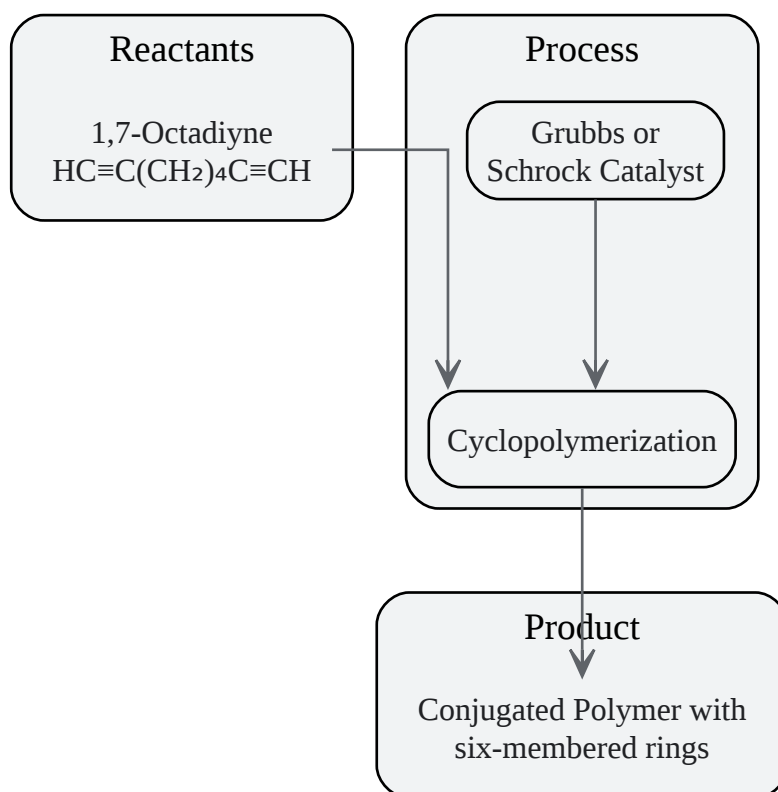 Reactants
1,7-Octadiyne
HC≡C(CH₂)₄C≡CH
Process
Grubbs or
Schrock Catalyst
Cyclopolymerization
Product
Conjugated Polymer with
six-membered rings